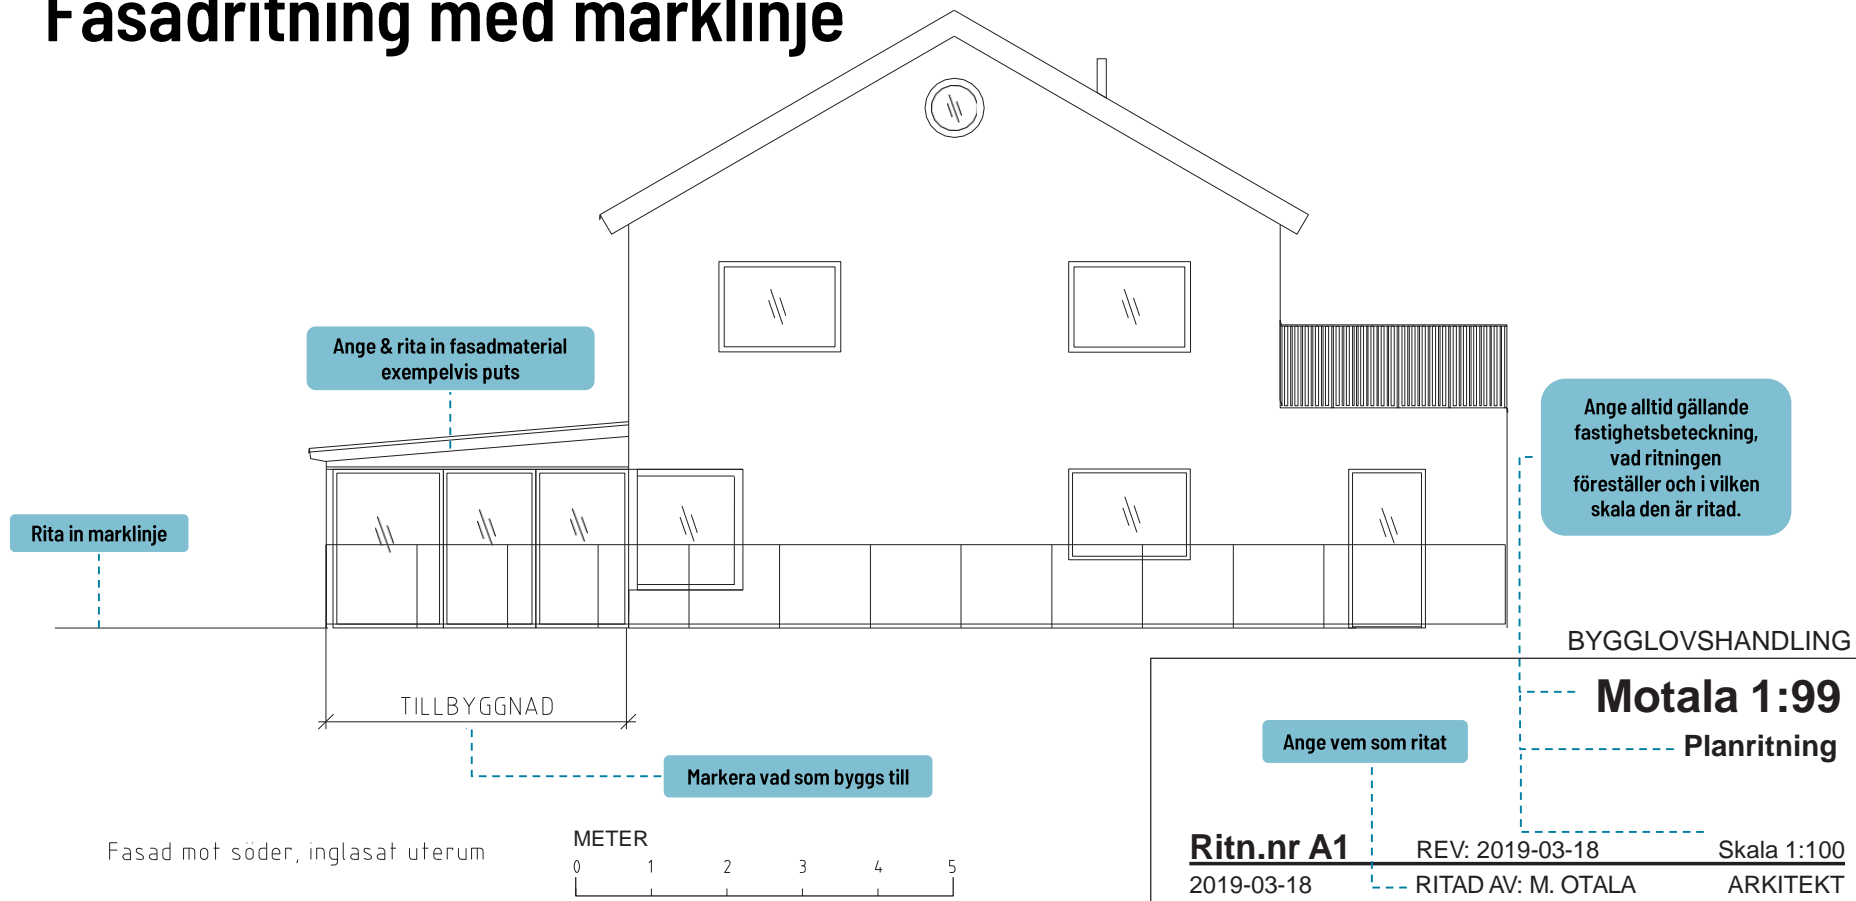 Fasadritning med marklinje
Ange & rita in fasadmaterial
exempelvis puts
Ange alltid gällande
fastighetsbeteckning,
vad ritningen
föreställer och i vilken
skala den är ritad.
Rita in marklinje
BYGGLOVSHANDLING
TILLBYGGNAD
Motala 1:99
Ange vem som ritat
Planritning
Markera vad som byggs till
Fasad mot söder, inglasat uterum
METER
0 1 2 3 4 5
Ritn.nr A1 REV: 2019-03-18 Skala 1:100
2019-03-18 RITAD AV: M. OTALA ARKITEKT